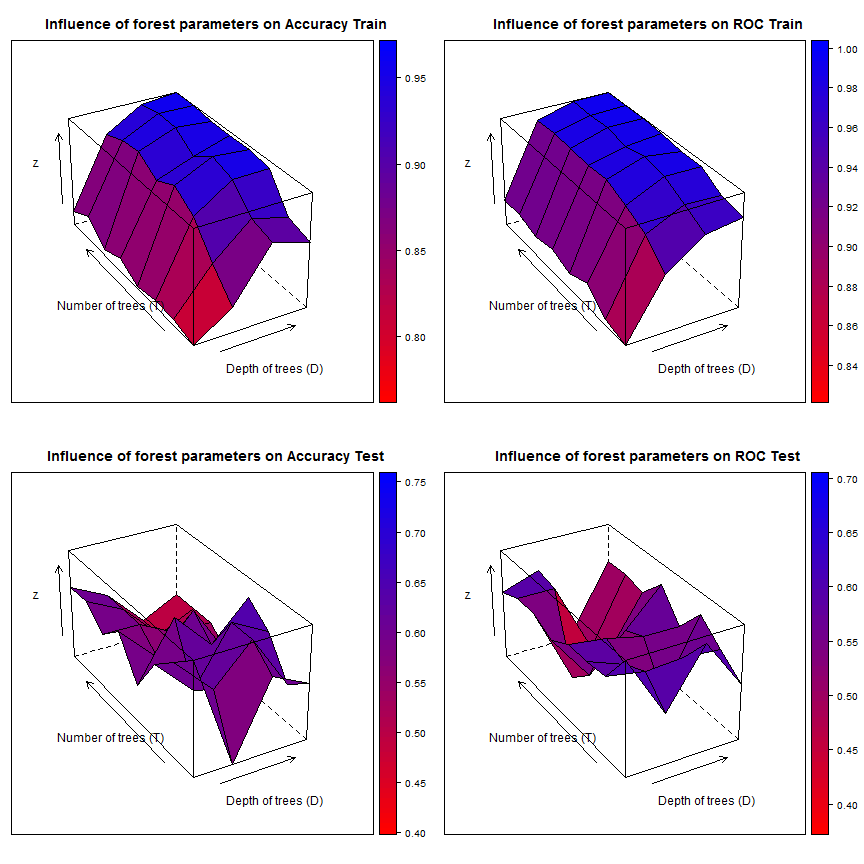 Influence of forest parameters on Accuracy Train
Z
Number of trees (T)
Depth of trees (D)
0.95
0.90
0.85
0.80
Influence of forest parameters on ROC Train
Z
Number of trees (T)
Depth of trees (D)
1.00
0.98
0.96
0.94
0.92
0.90
0.88
0.86
0.84
Influence of forest parameters on Accuracy Test
Z
Number of trees (T)
Depth of trees (D)
0.75
0.70
0.65
0.60
0.55
0.50
0.45
0.40
Influence of forest parameters on ROC Test
Z
Number of trees (T)
Depth of trees (D)
0.70
0.65
0.60
0.55
0.50
0.45
0.40